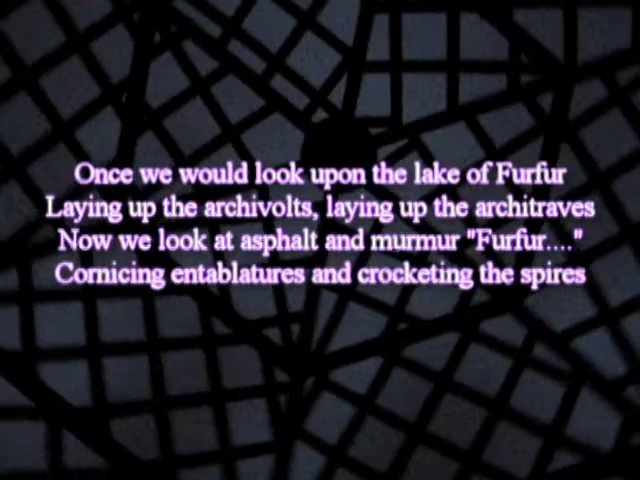 Once we would look upon the lake of Furfur
Laying up the archivolts, laying up the architraves
Now we look at asphalt and murmur "Furfur...."
Cornicing entablatures and crocketing the spires